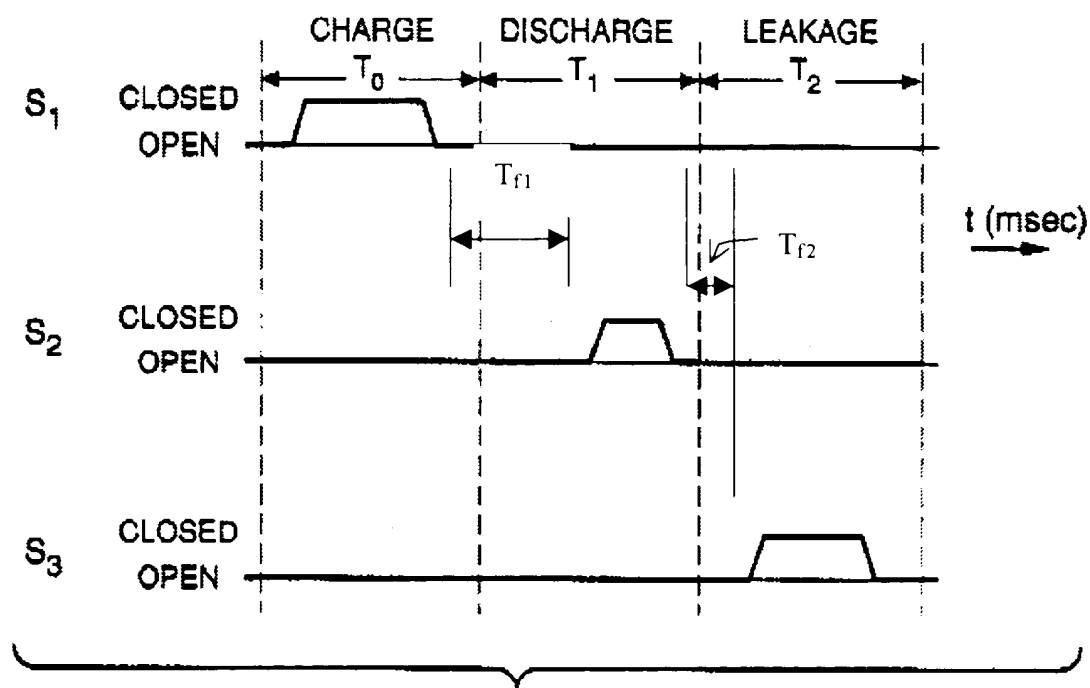 CHARGE DISCHARGE LEAKAGE
T0 T1 T2
S1 CLOSED
OPEN
Tf1
t (msec)
Tf2
S2 CLOSED
OPEN
S3 CLOSED
OPEN